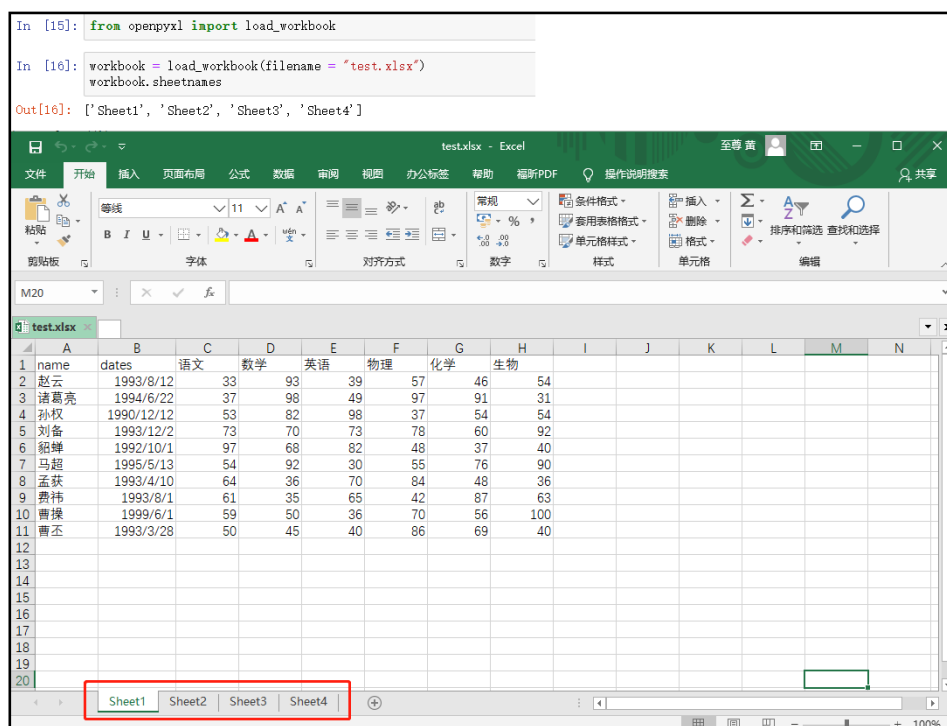 In [15]: from openpyxl import load_workbook
In [16]: workbook = load_workbook(filename = "test.xlsx")
workbook.sheetnames
Out[16]: ['Sheet1', 'Sheet2', 'Sheet3', 'Sheet4']
test.xlsx - Excel 至尊 黄
文件 开始 插入 页面布局 公式 数据 审阅 视图 办公标签 帮助 福昕PDF 操作说明搜索 共享
等线 11 A A 常规 条件格式 插入 Σ A Z
粘贴 B I U A wén 文 ab % , 套用表格格式 删除 排序和筛选 查找和选择
.00 .0 .00 单元格样式 格式
剪贴板 字体 对齐方式 数字 样式 单元格 编辑
M20 fx
test.xlsx
A B C D E F G H I J K L M N
1 name dates 语文 数学 英语 物理 化学 生物
2 赵云 1993/8/12 33 93 39 57 46 54
3 诸葛亮 1994/6/22 37 98 49 97 91 31
4 孙权 1990/12/12 53 82 98 37 54 54
5 刘备 1993/12/2 73 70 73 78 60 92
6 貂蝉 1992/10/1 97 68 82 48 37 40
7 马超 1995/5/13 54 92 30 55 76 90
8 孟获 1993/4/10 64 36 70 84 48 36
9 费祎 1993/8/1 61 35 65 42 87 63
10 曹操 1999/6/1 59 50 36 70 56 100
11 曹丕 1993/3/28 50 45 40 86 69 40
12
13
14
15
16
17
18
19
20
Sheet1 Sheet2 Sheet3 Sheet4
100%